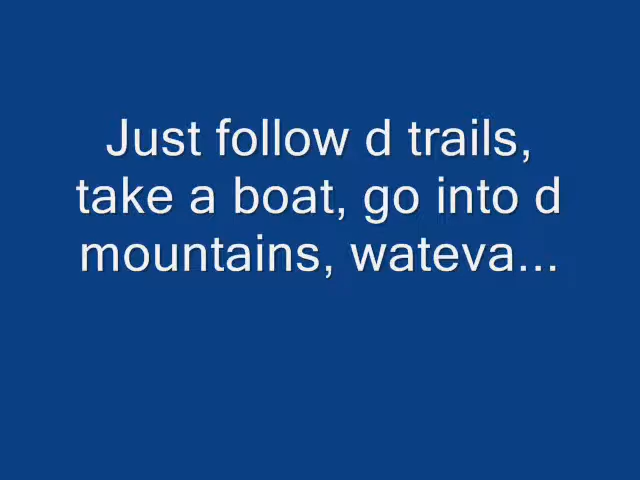 Just follow d trails,
take a boat, go into d
mountains, wateva...